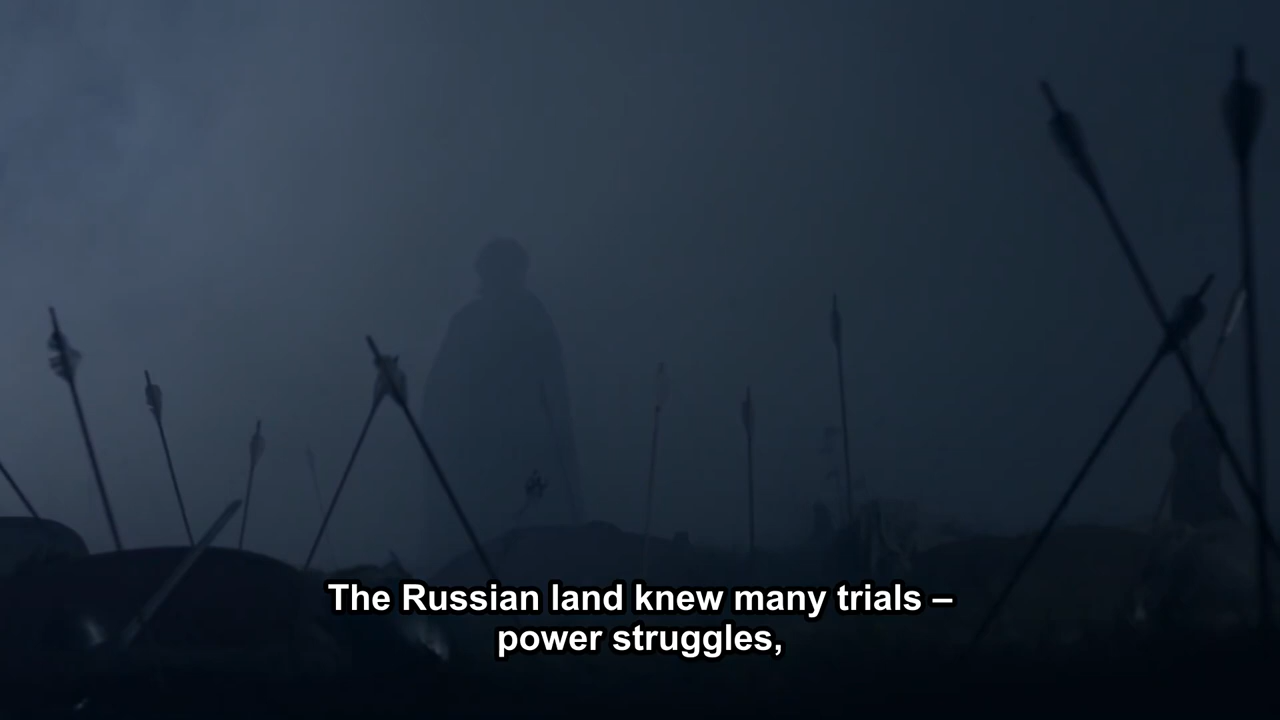 The Russian land knew many trials –
power struggles,